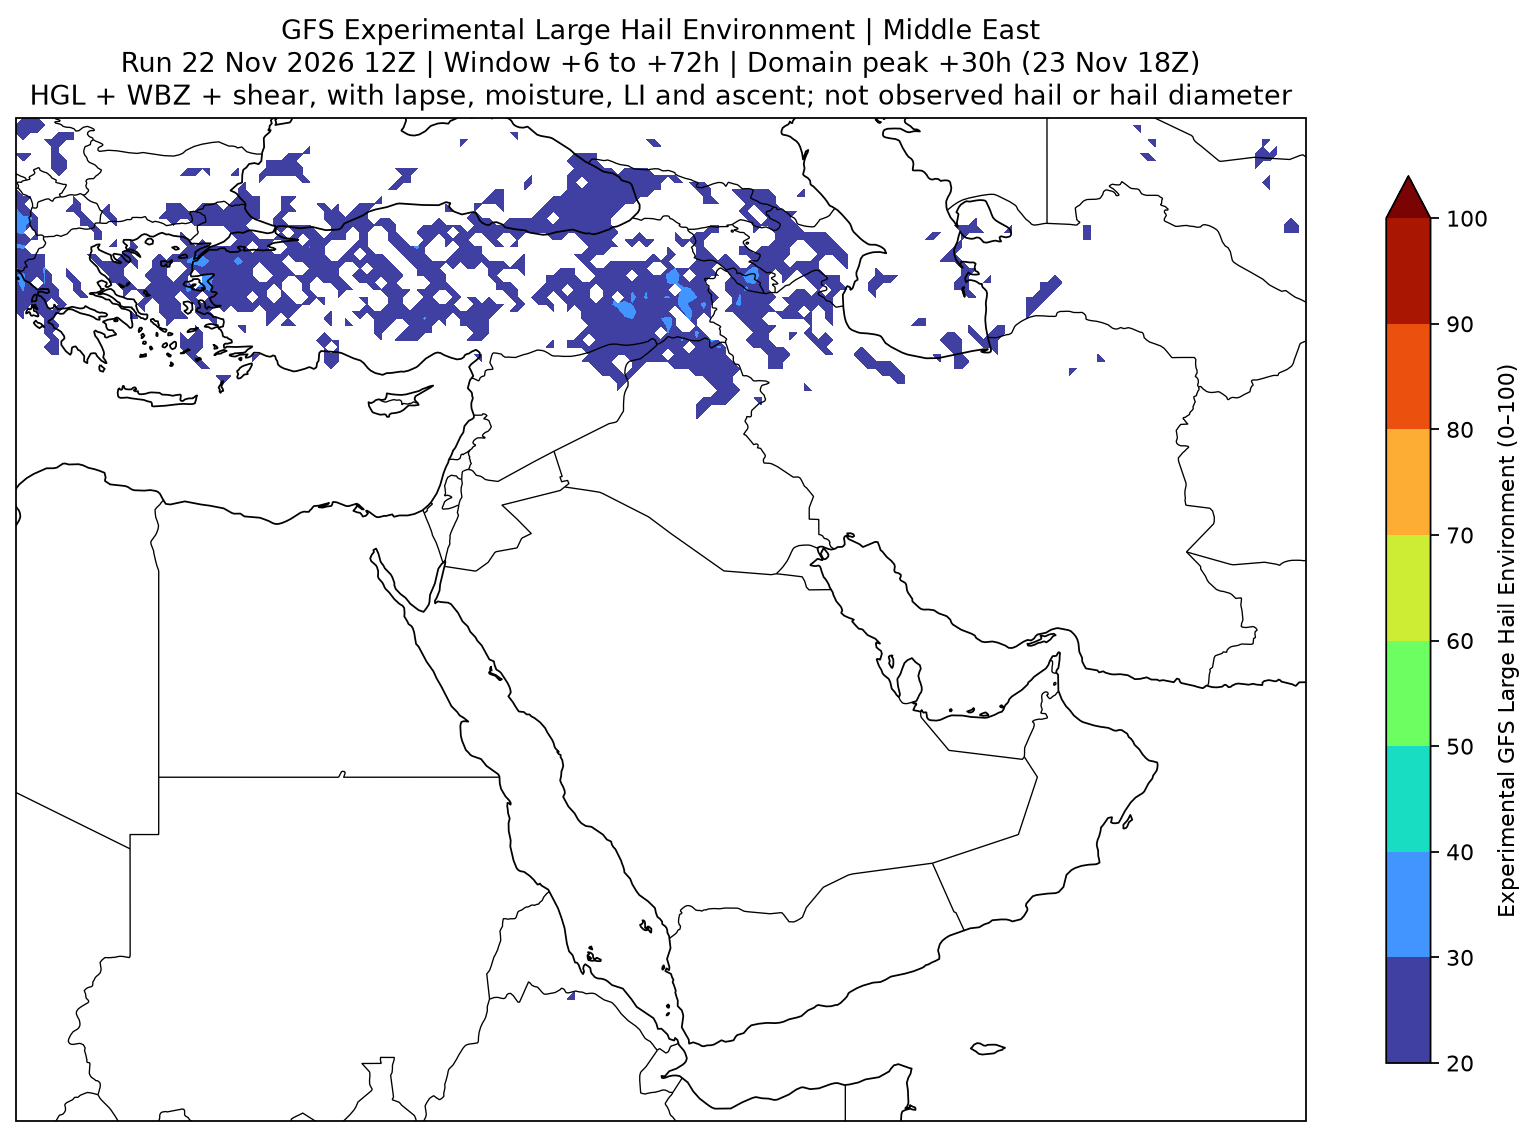 GFS Experimental Large Hail Environment | Middle East
Run 22 Nov 2026 12Z | Window +6 to +72h | Domain peak +30h (23 Nov 18Z)
HGL + WBZ + shear, with lapse, moisture, LI and ascent; not observed hail or hail diameter
100
90
80
70
60
50
40
30
20
Experimental GFS Large Hail Environment (0–100)